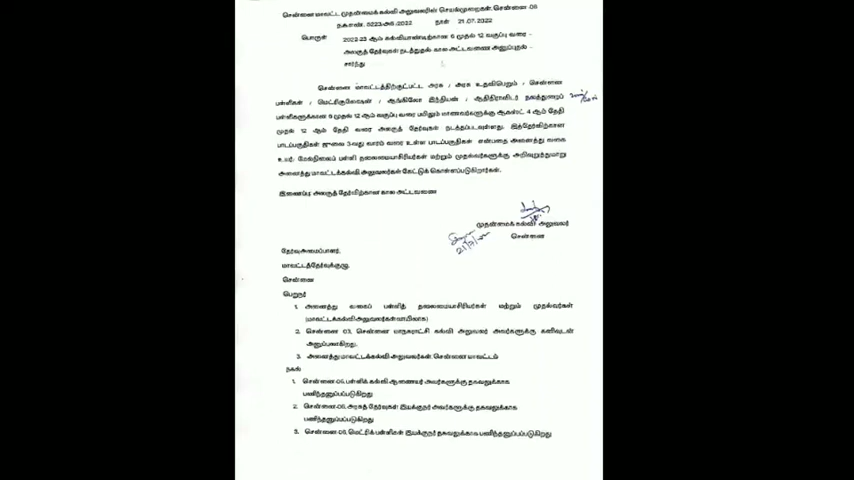 சென்னை மாவட்ட முதன்மைக் கல்வி அலுவலரின் செயல்முறைகள், சென்னை-08
ந.க.எண். 5223/அ6/2022 நாள் 21.07.2022
பொருள்
2022-23 ஆம் கல்வியாண்டிற்கான 6 முதல் 12 வகுப்பு வரை -
அலகுத் தேர்வுகள் நடத்துதல் கால அட்டவணை அனுப்புதல் -
சார்ந்து
சென்னை மாவட்டத்திற்குட்பட்ட அரசு / அரசு உதவிபெறும் / சென்னை
பள்ளிகள் / மெட்ரிகுலேஷன் / ஆங்கிலோ இந்தியன் / ஆதிதிராவிடர் நலத்துறைப்
பள்ளிகளுக்கான 6 முதல் 12 ஆம் வகுப்பு வரை பயிலும் மாணவர்களுக்கு ஆகஸ்ட் 4 ஆம் தேதி
முதல் 12 ஆம் தேதி வரை அலகுத் தேர்வுகள் நடத்தப்படவுள்ளது. இத்தேர்விற்கான
பாடப்பகுதிகள் ஜுலை 3-வது வாரம் வரை உள்ள பாடப்பகுதிகள் என்பதை அனைத்து வகை
உயர்/ மேல்நிலைப் பள்ளி தலைமையாசிரியர்கள் மற்றும் முதல்வர்களுக்கு அறிவுறுத்துமாறு
அனைத்து மாவட்டக்கல்வி அலுவலர்கள் கேட்டுக் கொள்ளப்படுகிறார்கள்.
இணைப்பு: அலகுத் தேர்விற்கான கால அட்டவணை
முதன்மைக் கல்வி அலுவலர்
சென்னை
தேர்வுஅமைப்பாளர்,
மாவட்டத்தேர்வுக்குழு,
சென்னை
பெறுநர்
1. அனைத்து வகைப் பள்ளித் தலைமையாசிரியர்கள் மற்றும் முதல்வர்கள்
(மாவட்டக்கல்வி அலுவலர்கள் வாயிலாக)
2. சென்னை 03, சென்னை மாநகராட்சி கல்வி அலுவலர் அவர்களுக்கு கனிவுடன்
அனுப்பலாகிறது.
3. அனைத்து மாவட்டக்கல்வி அலுவலர்கள், சென்னை மாவட்டம்
நகல்
1. சென்னை-06, பள்ளிக் கல்வி ஆணையர் அவர்களுக்கு தகவலுக்காக
பணிந்தனுப்பப்படுகிறது
2. சென்னை-06, அரசுத் தேர்வுகள் இயக்குநர் அவர்களுக்கு தகவலுக்காக
பணிந்தனுப்பப்படுகிறது
3. சென்னை-06, மெட்ரிக் பள்ளிகள் இயக்குநர் தகவலுக்காக பணிந்தனுப்பப்படுகிறது